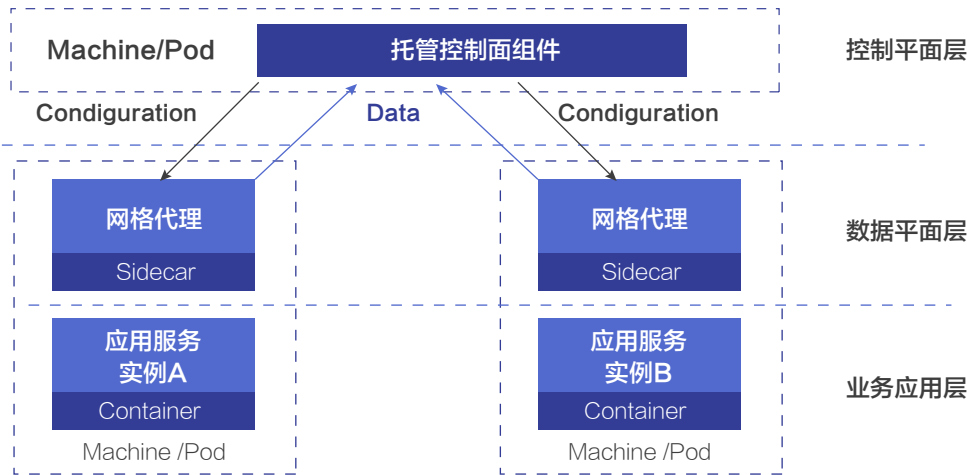 Machine/Pod
托管控制面组件
控制平面层
Condiguration
Data
Condiguration
网格代理
Sidecar
网格代理
Sidecar
数据平面层
应用服务
实例A
Container
Machine /Pod
应用服务
实例B
Container
Machine /Pod
业务应用层